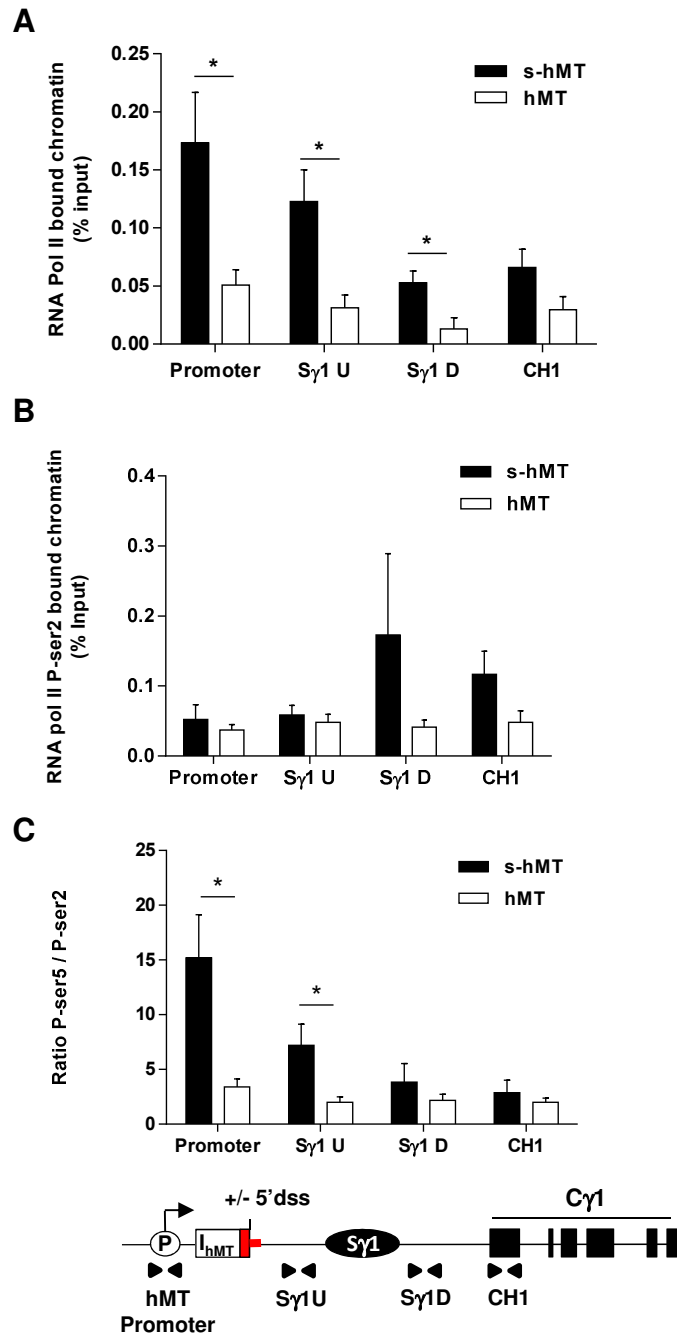 A
RNA Pol II bound chromatin
(% input)
0.25
0.20
0.15
0.10
0.05
0.00
*
*
*
s-hMT
hMT
Promoter Sγ1 U Sγ1 D CH1
B
RNA pol II P-ser2 bound chromatin
(% Input)
0.4
0.3
0.2
0.1
0.0
s-hMT
hMT
Promoter Sγ1 U Sγ1 D CH1
C
Ratio P-ser5 / P-ser2
25
20
15
10
5
0
*
*
s-hMT
hMT
Promoter Sγ1 U Sγ1 D CH1
+/- 5'dss
Cγ1
P
IhMT
Sγ1
hMT
Promoter
Sγ1U
Sγ1D
CH1